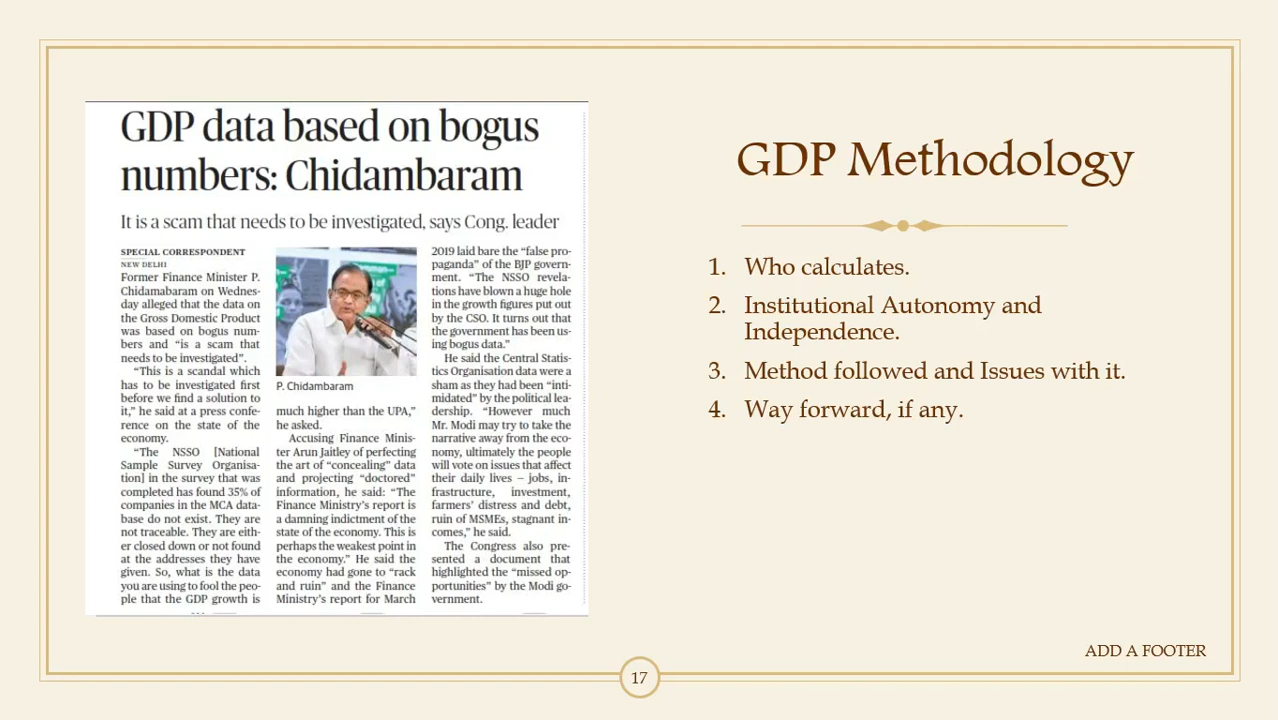 GDP data based on bogus
numbers: Chidambaram
It is a scam that needs to be investigated, says Cong. leader
SPECIAL CORRESPONDENT
NEW DELHI
Former Finance Minister P.
Chidamabaram on Wednes-
day alleged that the data on
the Gross Domestic Product
was based on bogus num-
bers and “is a scam that
needs to be investigated”.
“This is a scandal which
has to be investigated first
before we find a solution to
it,” he said at a press confe-
rence on the state of the
economy.
“The NSSO [National
Sample Survey Organisa-
tion] in the survey that was
completed has found 35% of
companies in the MCA data-
base do not exist. They are
not traceable. They are eith-
er closed down or not found
at the addresses they have
given. So, what is the data
you are using to fool the peo-
ple that the GDP growth is
P. Chidambaram
much higher than the UPA,”
he asked.
Accusing Finance Minis-
ter Arun Jaitley of perfecting
the art of “concealing” data
and projecting “doctored”
information, he said: “The
Finance Ministry’s report is
a damning indictment of the
state of the economy. This is
perhaps the weakest point in
the economy.” He said the
economy had gone to “rack
and ruin” and the Finance
Ministry’s report for March
2019 laid bare the “false pro-
paganda” of the BJP govern-
ment. “The NSSO revela-
tions have blown a huge hole
in the growth figures put out
by the CSO. It turns out that
the government has been us-
ing bogus data.”
He said the Central Statis-
tics Organisation data were a
sham as they had been “inti-
midated” by the political lea-
dership. “However much
Mr. Modi may try to take the
narrative away from the eco-
nomy, ultimately the people
will vote on issues that affect
their daily lives – jobs, in-
frastructure, investment,
farmers’ distress and debt,
ruin of MSMEs, stagnant in-
comes,” he said.
The Congress also pre-
sented a document that
highlighted the “missed op-
portunities” by the Modi go-
vernment.
GDP Methodology
1. Who calculates.
2. Institutional Autonomy and
Independence.
3. Method followed and Issues with it.
4. Way forward, if any.
ADD A FOOTER
17